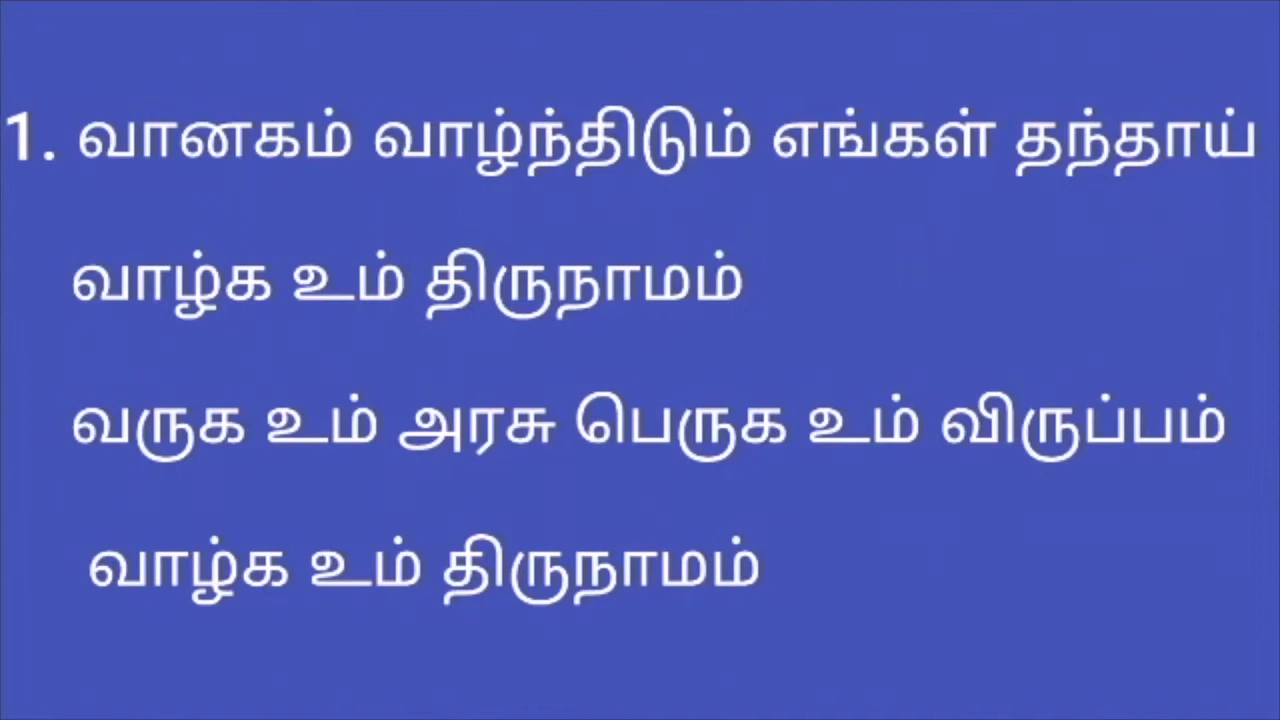 1. வானகம் வாழ்ந்திடும் எங்கள் தந்தாய்
வாழ்க உம் திருநாமம்
வருக உம் அரசு பெருக உம் விருப்பம்
வாழ்க உம் திருநாமம்